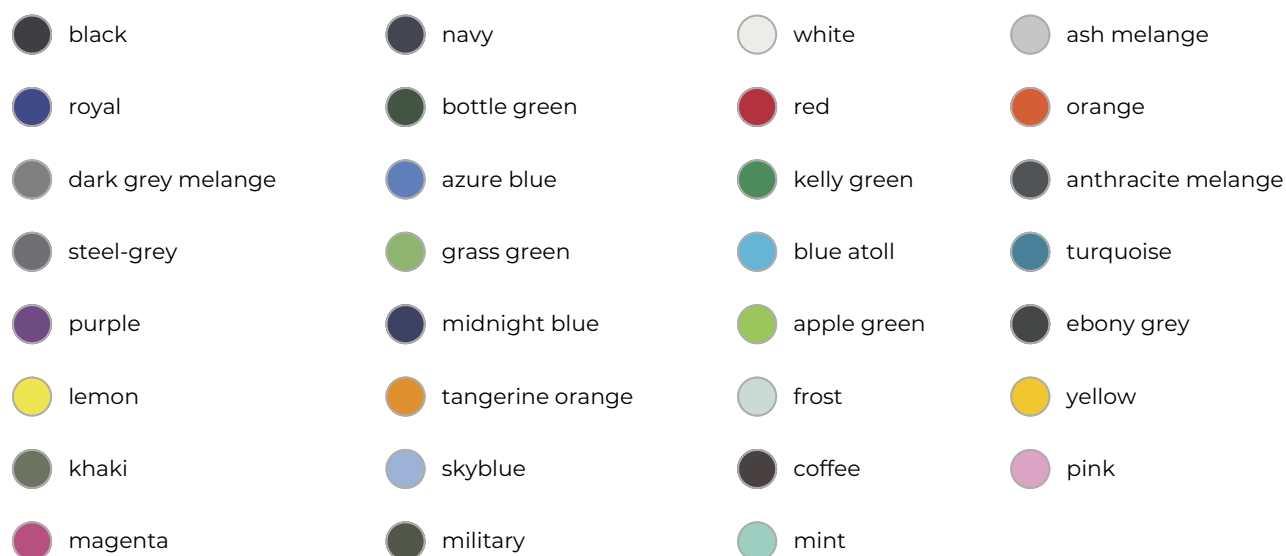 black navy white ash melange
royal bottle green red orange
dark grey melange azure blue kelly green anthracite melange
steel-grey grass green blue atoll turquoise
purple midnight blue apple green ebony grey
lemon tangerine orange frost yellow
khaki skyblue coffee pink
magenta military mint